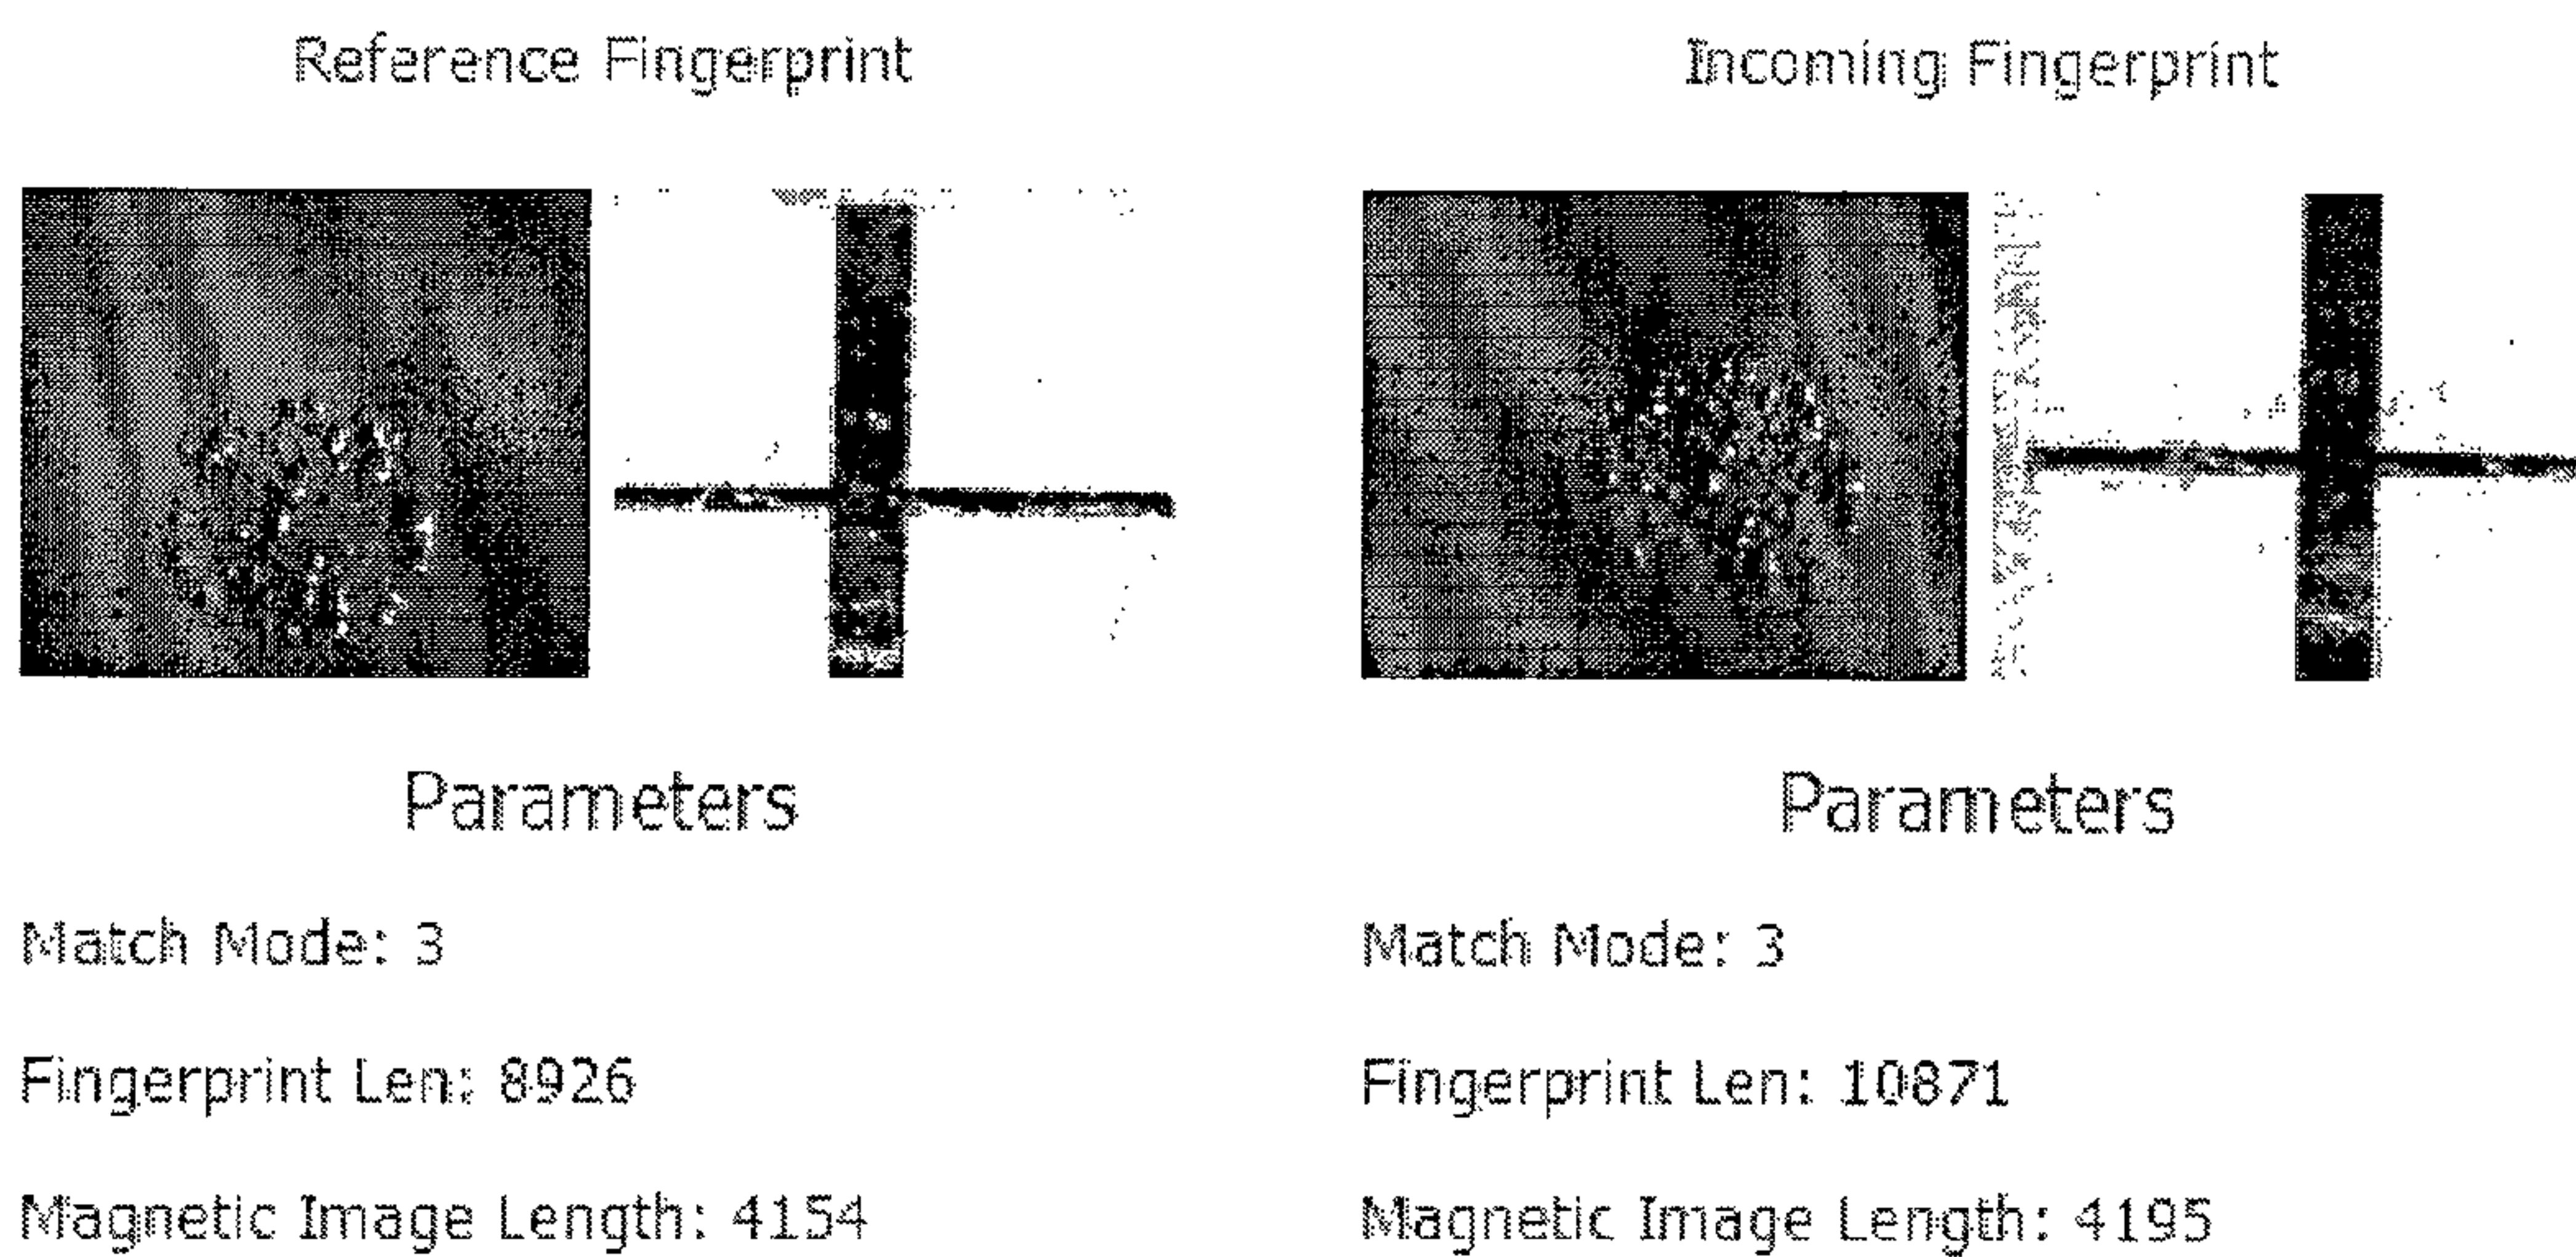 Reference Fingerprint
Incoming Fingerprint
Parameters
Parameters
Match Mode: 3
Match Mode: 3
Fingerprint Len: 8926
Fingerprint Len: 10871
Magnetic Image Length: 4154
Magnetic Image Length: 4195